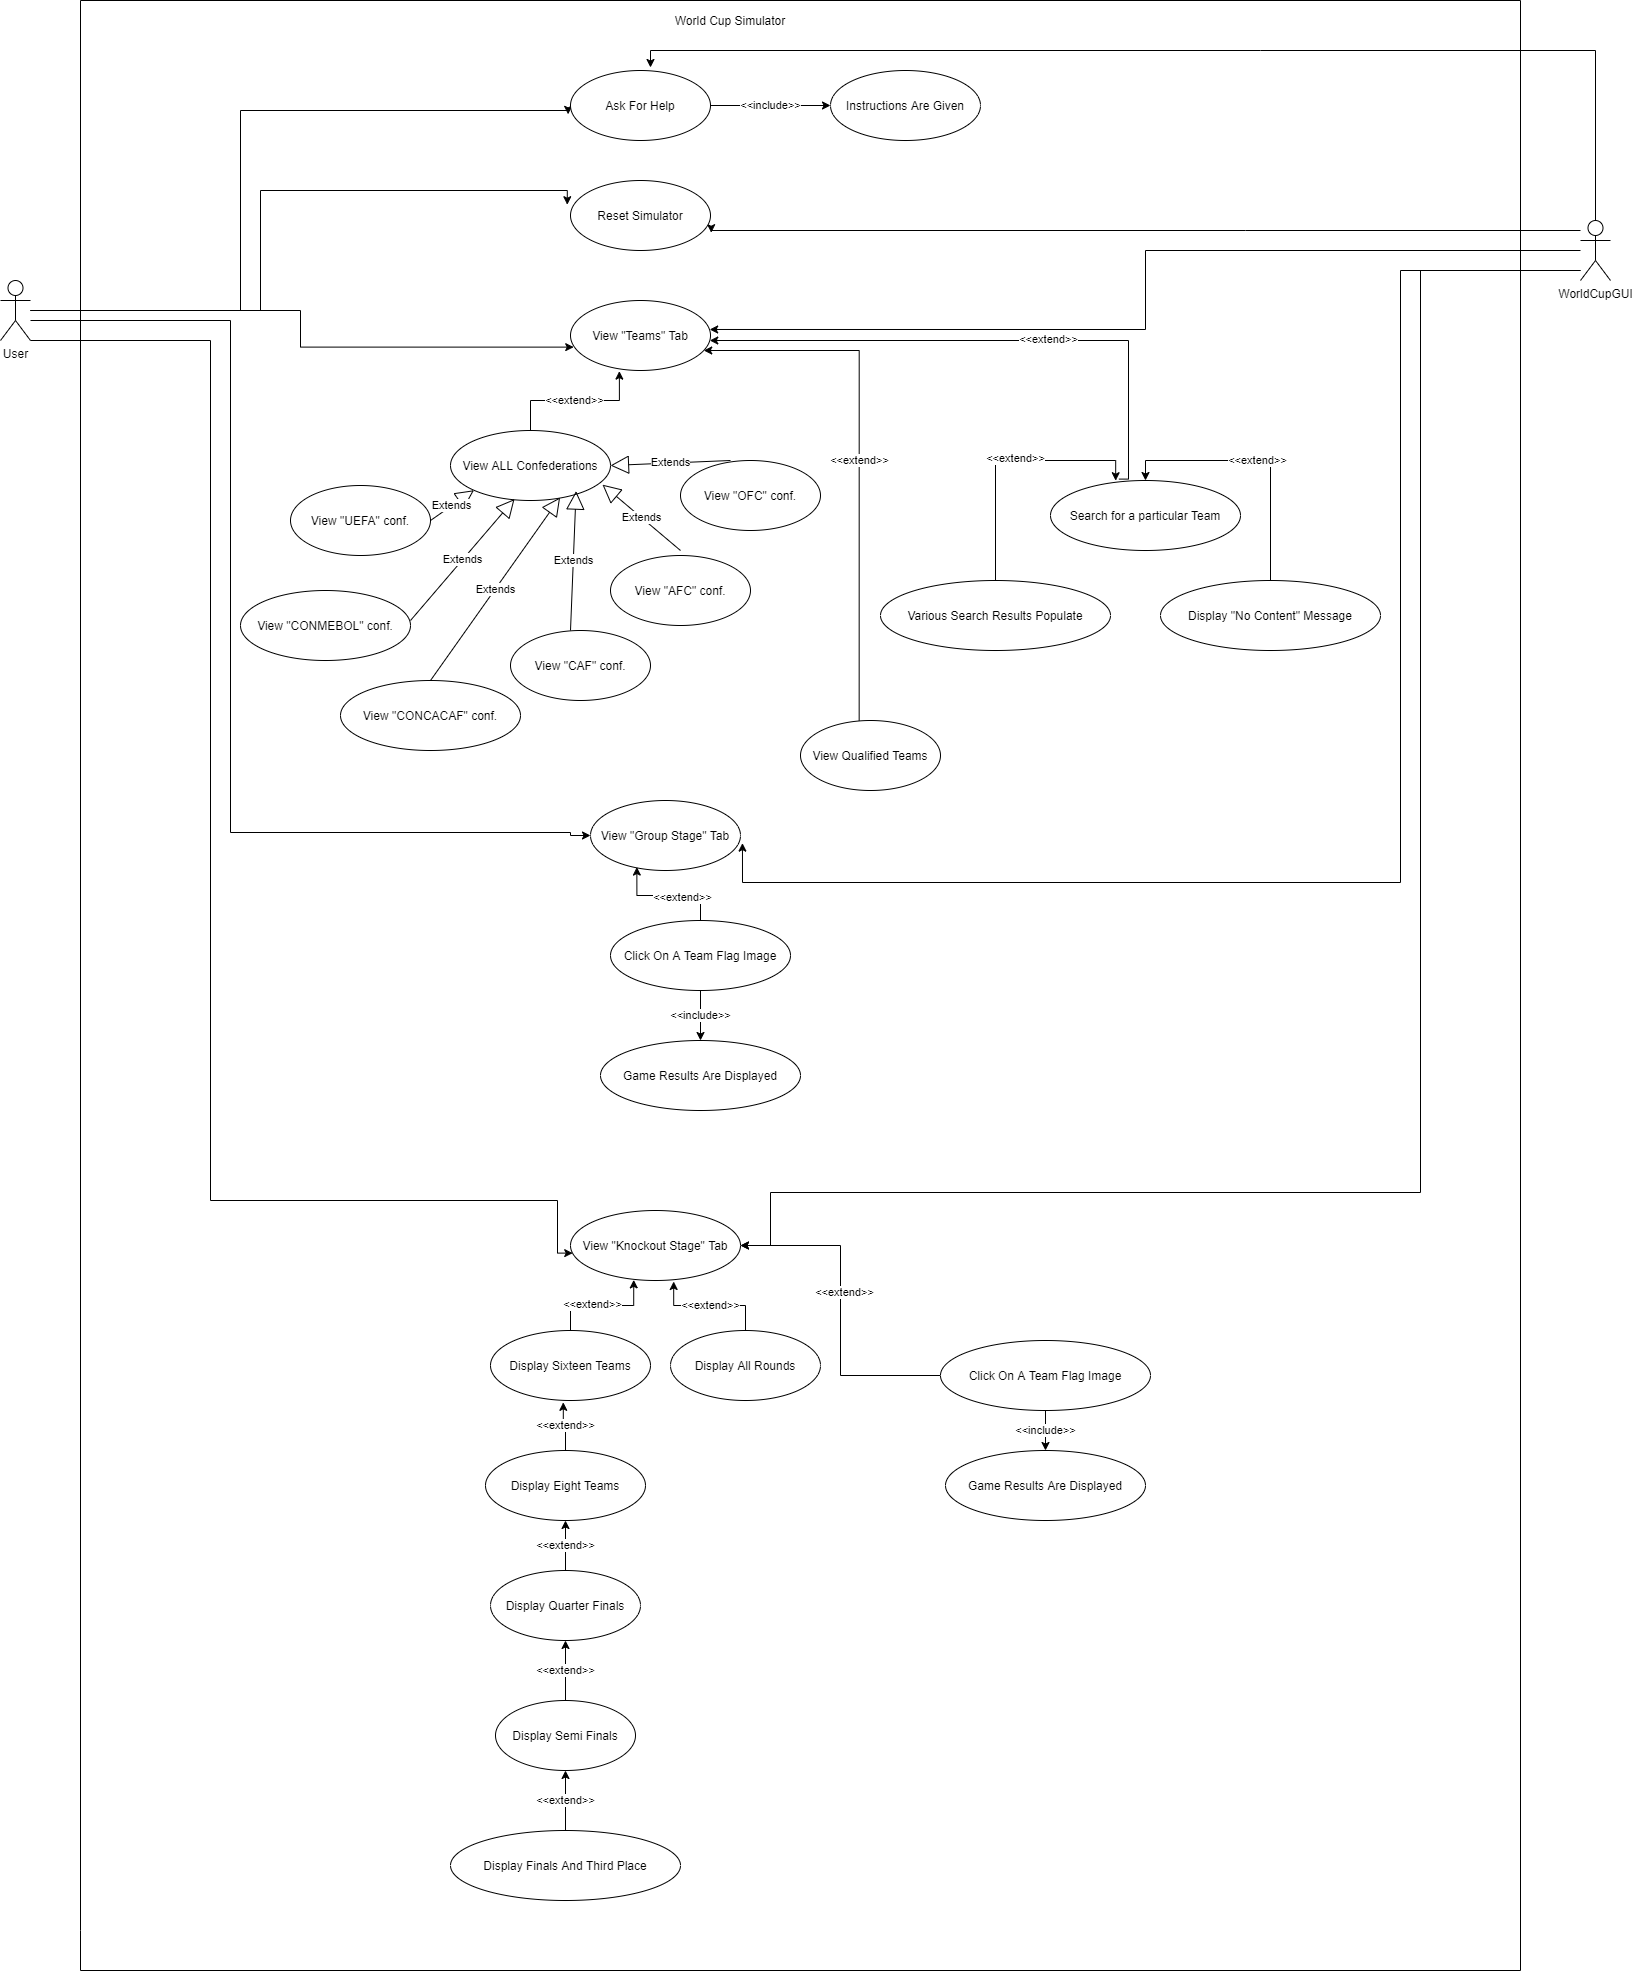 World Cup Simulator
Ask For Help
<<include>>
Instructions Are Given
Reset Simulator
WorldCupGUI
User
View "Teams" Tab
<<extend>>
<<extend>>
View ALL Confederations
Extends
<<extend>>
<<extend>>
<<extend>>
View "OFC" conf.
Extends
View "UEFA" conf.
Extends
Search for a particular Team
Extends
Extends
Extends
View "AFC" conf.
View "CONMEBOL" conf.
Various Search Results Populate
Display "No Content" Message
View "CAF" conf.
View "CONCACAF" conf.
View Qualified Teams
View "Group Stage" Tab
<<extend>>
Click On A Team Flag Image
<<include>>
Game Results Are Displayed
View "Knockout Stage" Tab
<<extend>>
<<extend>>
<<extend>>
Display Sixteen Teams
Display All Rounds
Click On A Team Flag Image
<<extend>>
<<include>>
Display Eight Teams
Game Results Are Displayed
<<extend>>
Display Quarter Finals
<<extend>>
Display Semi Finals
<<extend>>
Display Finals And Third Place